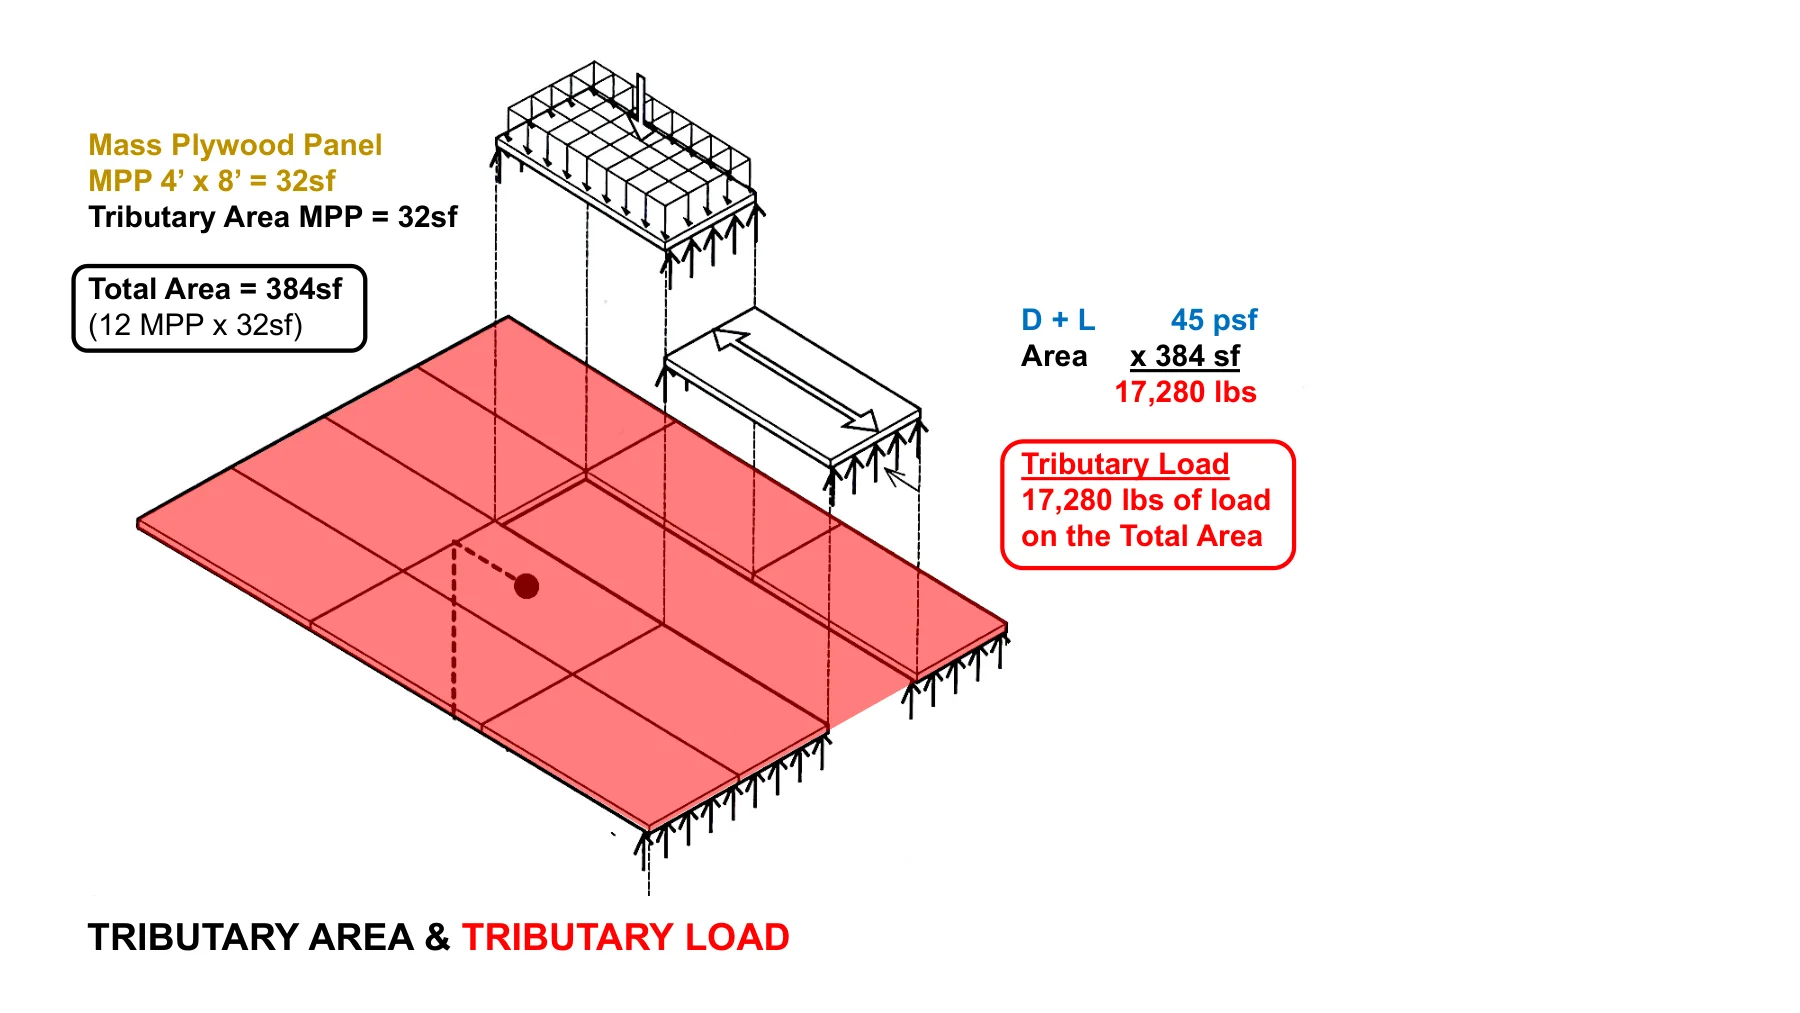 Mass Plywood Panel
MPP 4’ x 8’ = 32sf
Tributary Area MPP = 32sf
Total Area = 384sf
(12 MPP x 32sf)
D + L 45 psf
Area x 384 sf
17,280 lbs
Tributary Load
17,280 lbs of load
on the Total Area
TRIBUTARY AREA & TRIBUTARY LOAD